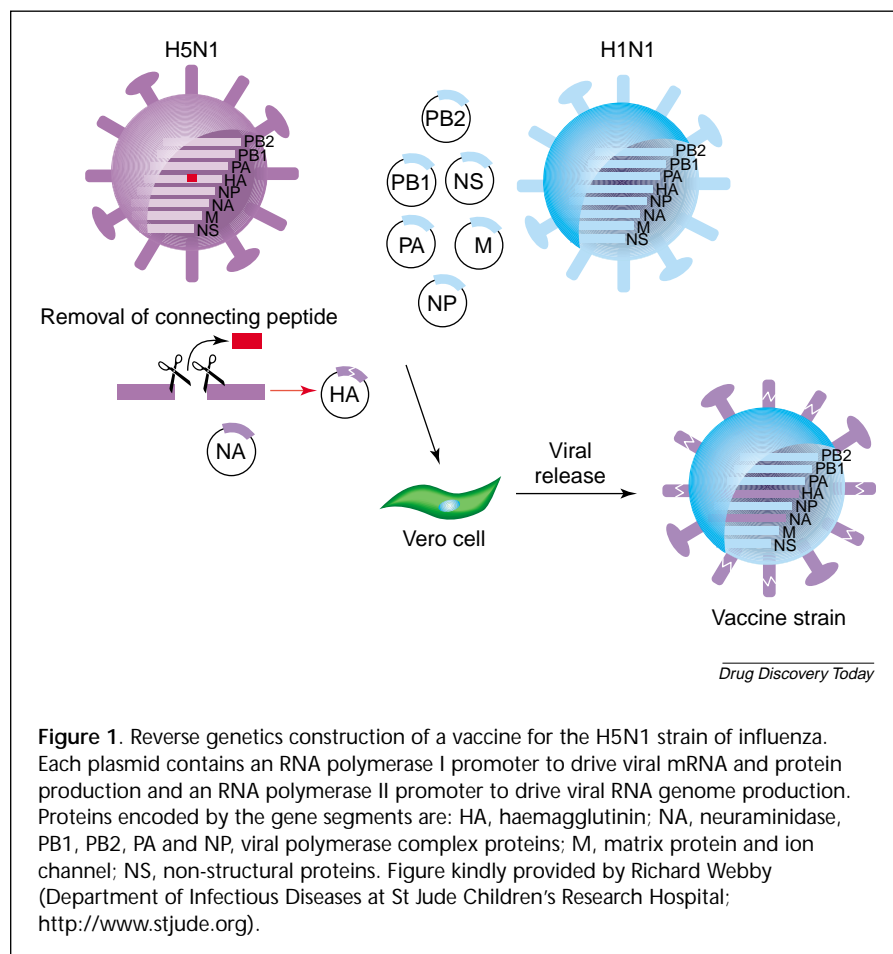 H5N1
H1N1
PB2
PB1
PA
HA
NP
NA
M
NS
PB2
PB1
NS
PA
M
NP
PB2
PB1
PA
HA
NP
NA
M
NS
Removal of connecting peptide
HA
NA
Viral
release
Vero cell
PB2
PB1
PA
HA
NP
NA
M
NS
Vaccine strain
Drug Discovery Today
Figure 1. Reverse genetics construction of a vaccine for the H5N1 strain of influenza.
Each plasmid contains an RNA polymerase I promoter to drive viral mRNA and protein
production and an RNA polymerase II promoter to drive viral RNA genome production.
Proteins encoded by the gene segments are: HA, haemagglutinin; NA, neuraminidase,
PB1, PB2, PA and NP, viral polymerase complex proteins; M, matrix protein and ion
channel; NS, non-structural proteins. Figure kindly provided by Richard Webby
(Department of Infectious Diseases at St Jude Children's Research Hospital;
http://www.stjude.org).